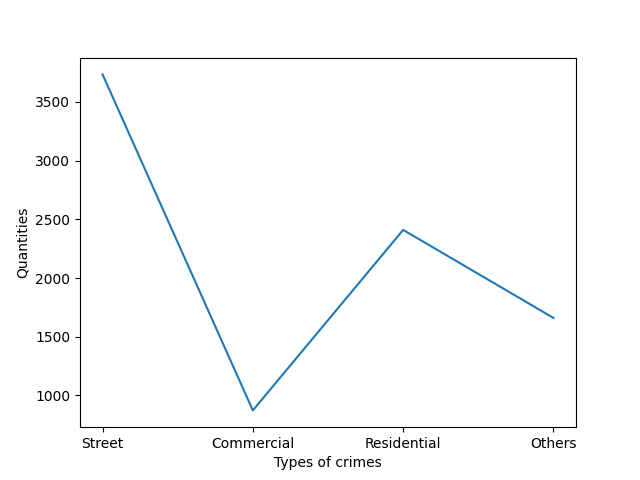 Quantities
3500
3000
2500
2000
1500
1000
Street Commercial Residential Others
Types of crimes